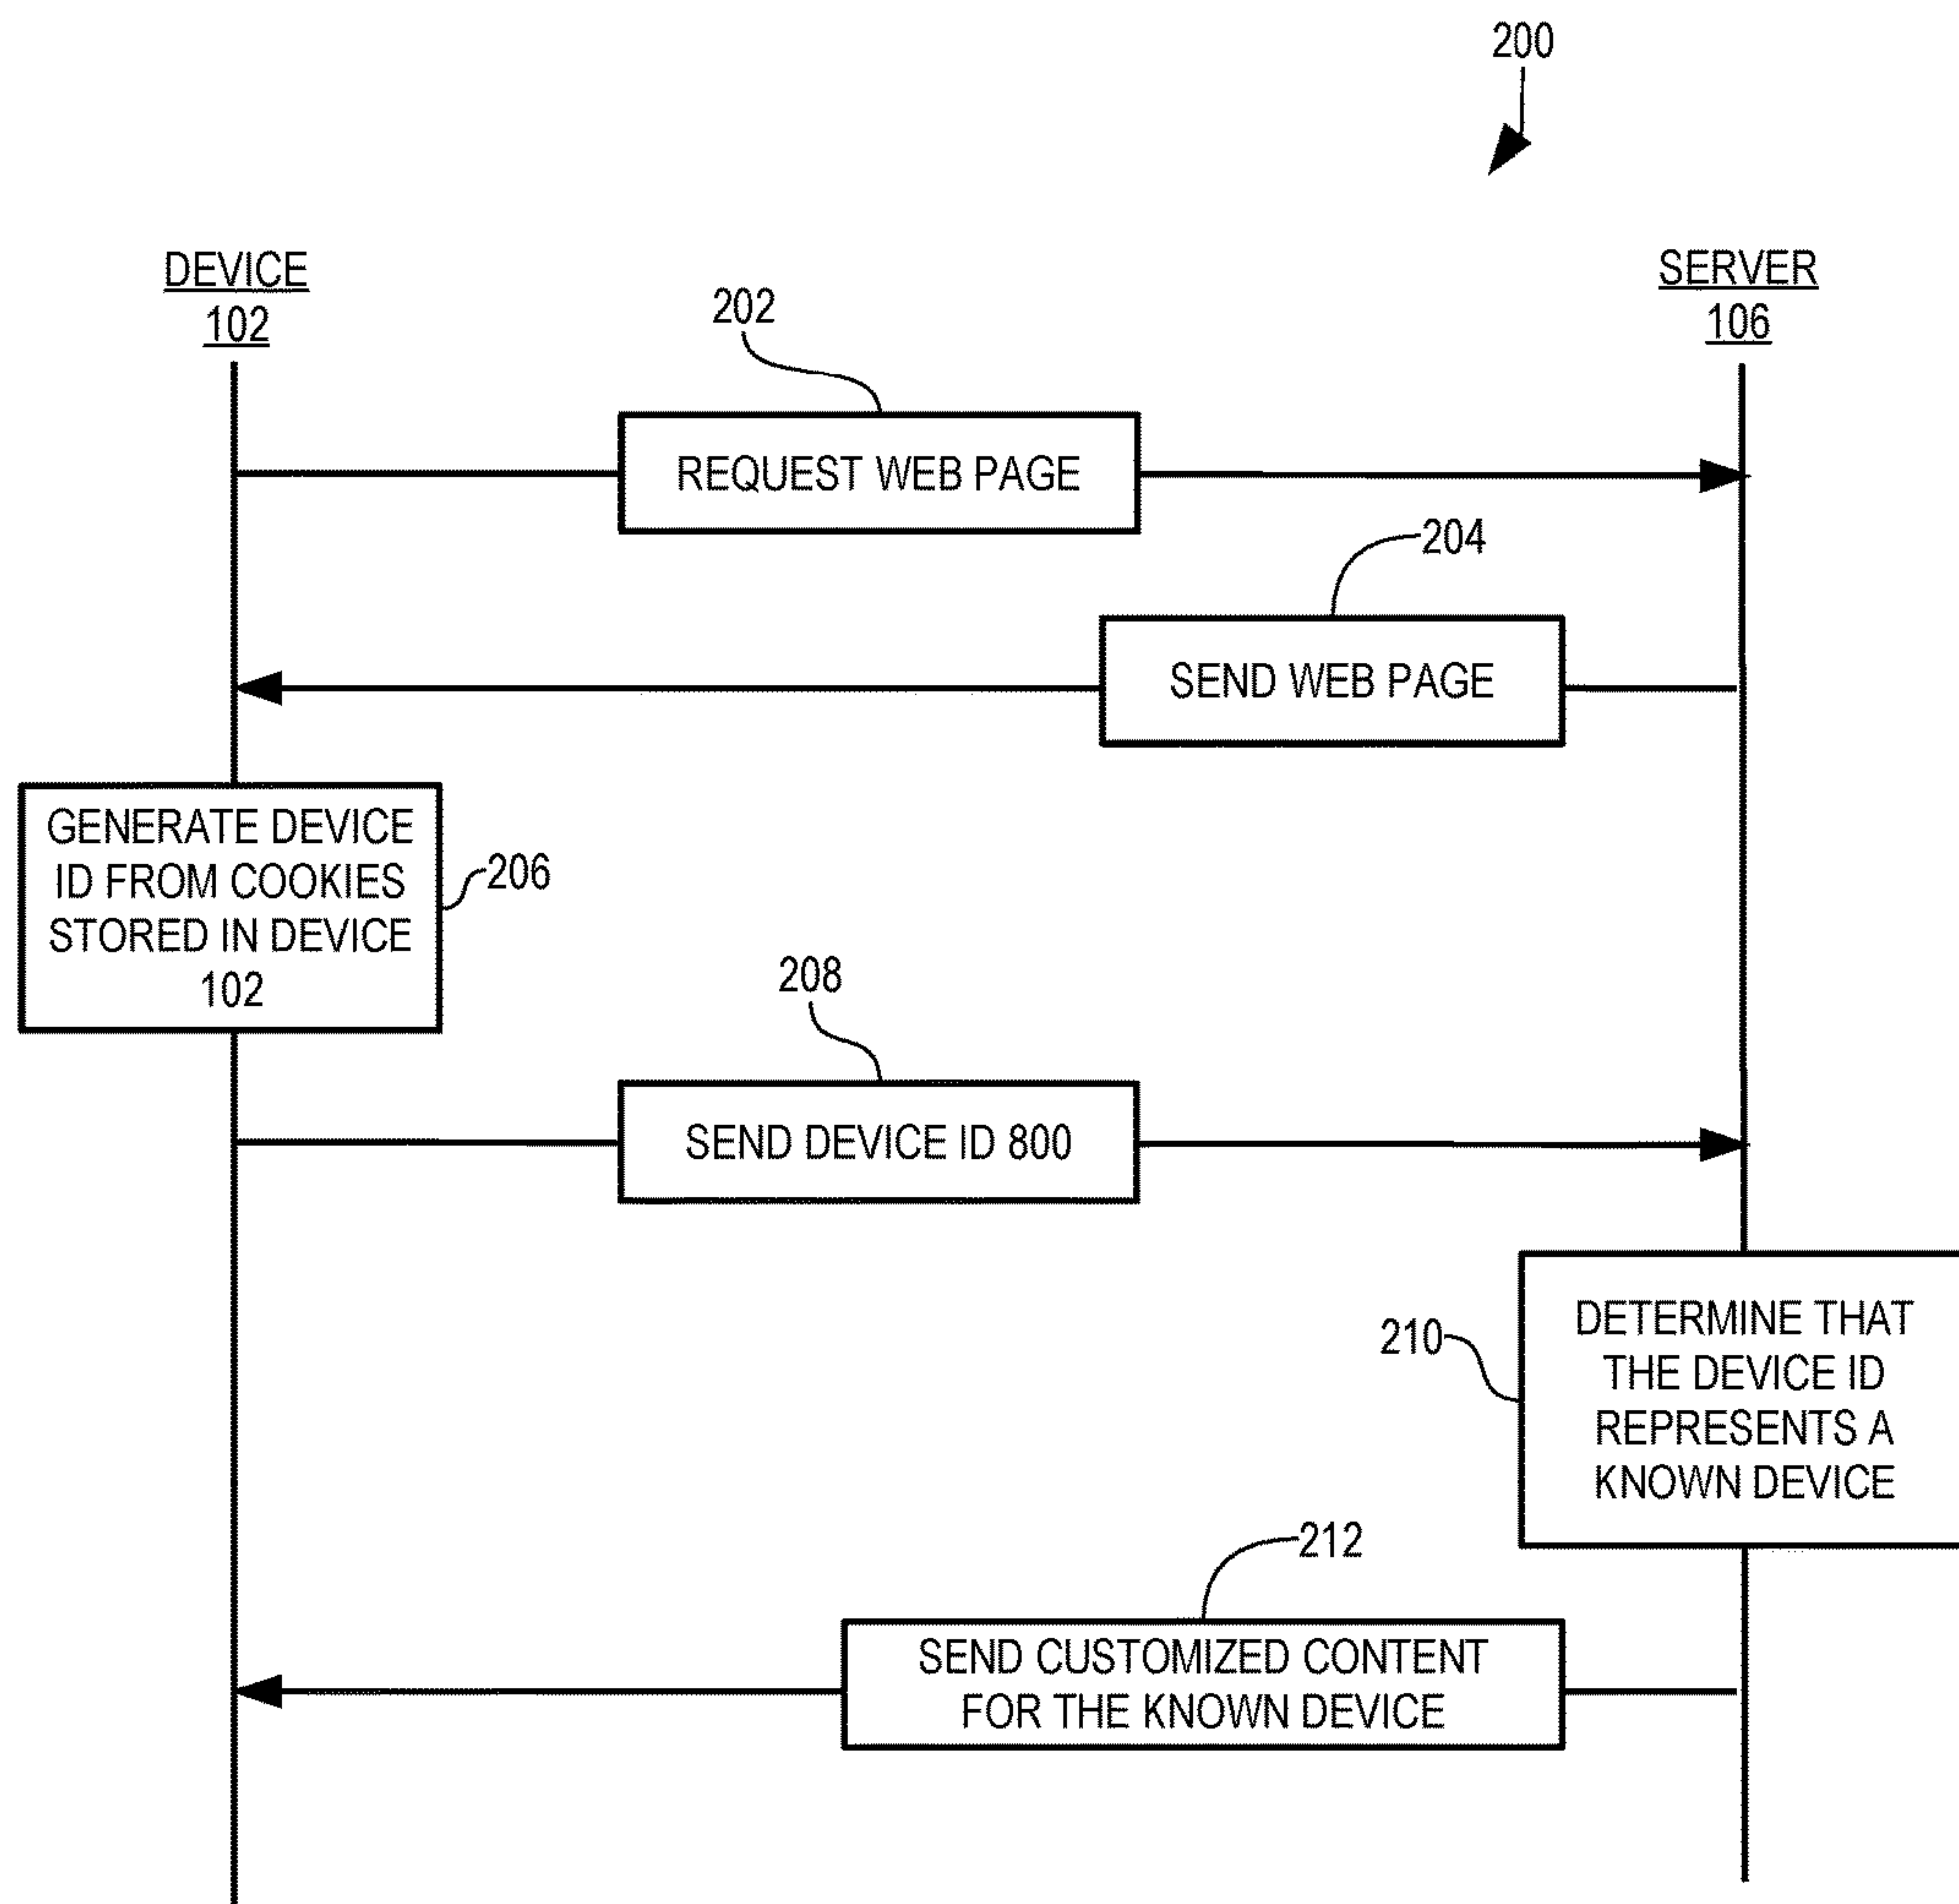 200
DEVICE
102
SERVER
106
202
REQUEST WEB PAGE
204
SEND WEB PAGE
GENERATE DEVICE
ID FROM COOKIES
STORED IN DEVICE
102
206
208
SEND DEVICE ID 800
210
DETERMINE THAT
THE DEVICE ID
REPRESENTS A
KNOWN DEVICE
212
SEND CUSTOMIZED CONTENT
FOR THE KNOWN DEVICE